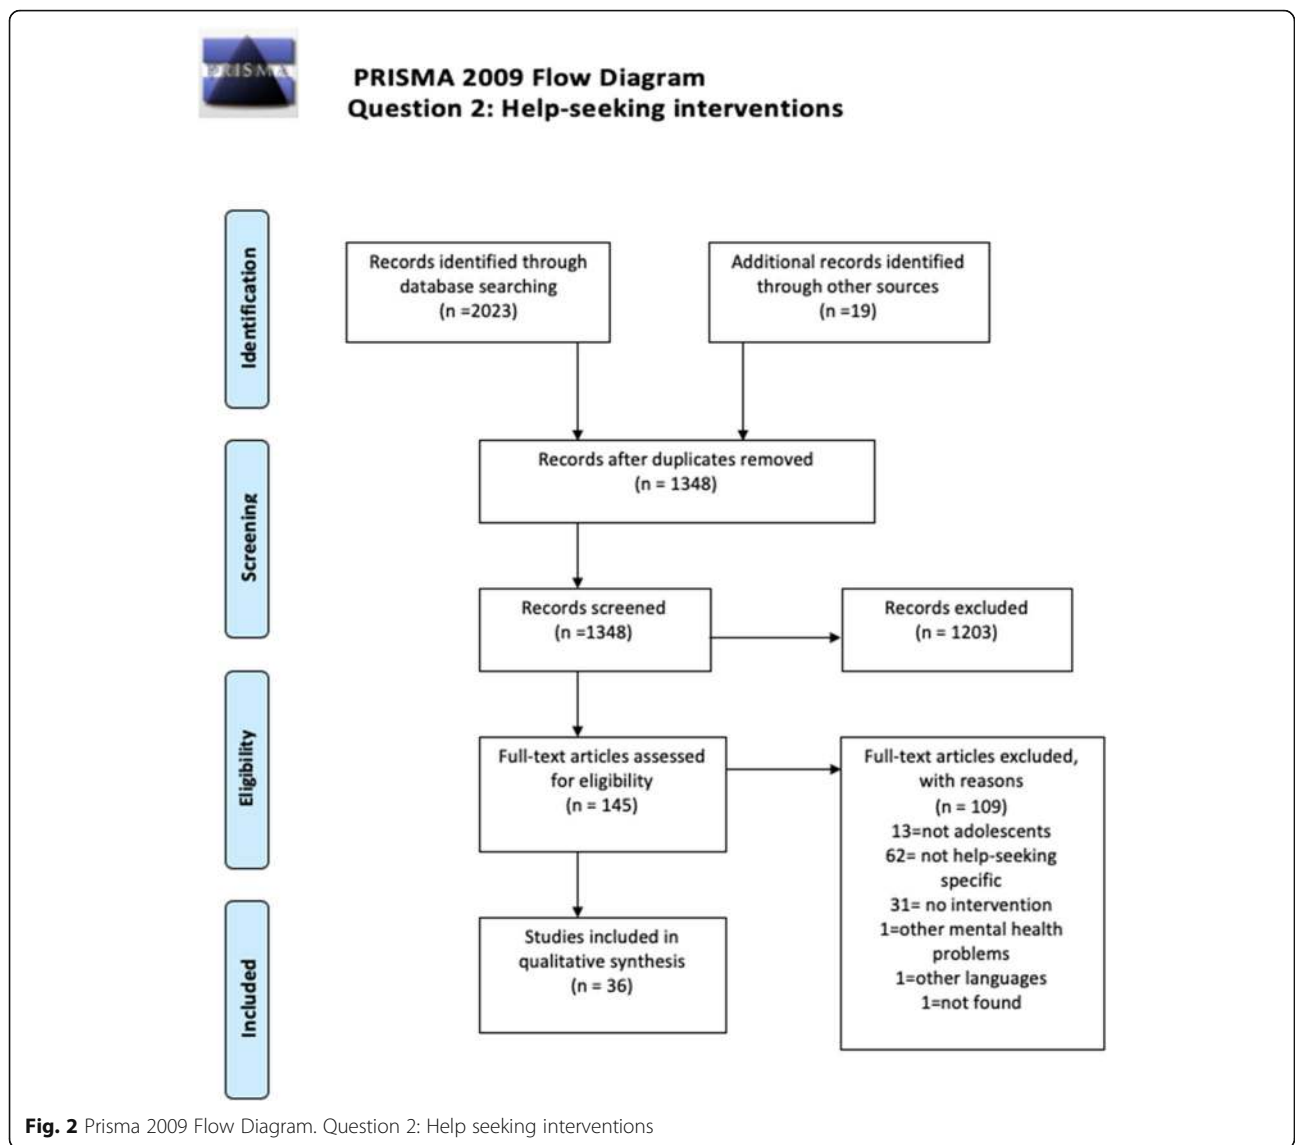 PRISMA
PRISMA 2009 Flow Diagram
Question 2: Help-seeking interventions
Identification
Records identified through
database searching
(n =2023)
Additional records identified
through other sources
(n =19)
Screening
Records after duplicates removed
(n = 1348)
Records screened
(n =1348)
Records excluded
(n = 1203)
Eligibility
Full-text articles assessed
for eligibility
(n = 145)
Full-text articles excluded,
with reasons
(n = 109)
13=not adolescents
62= not help-seeking
specific
31= no intervention
1=other mental health
problems
1=other languages
1=not found
Included
Studies included in
qualitative synthesis
(n = 36)
Fig. 2 Prisma 2009 Flow Diagram. Question 2: Help seeking interventions